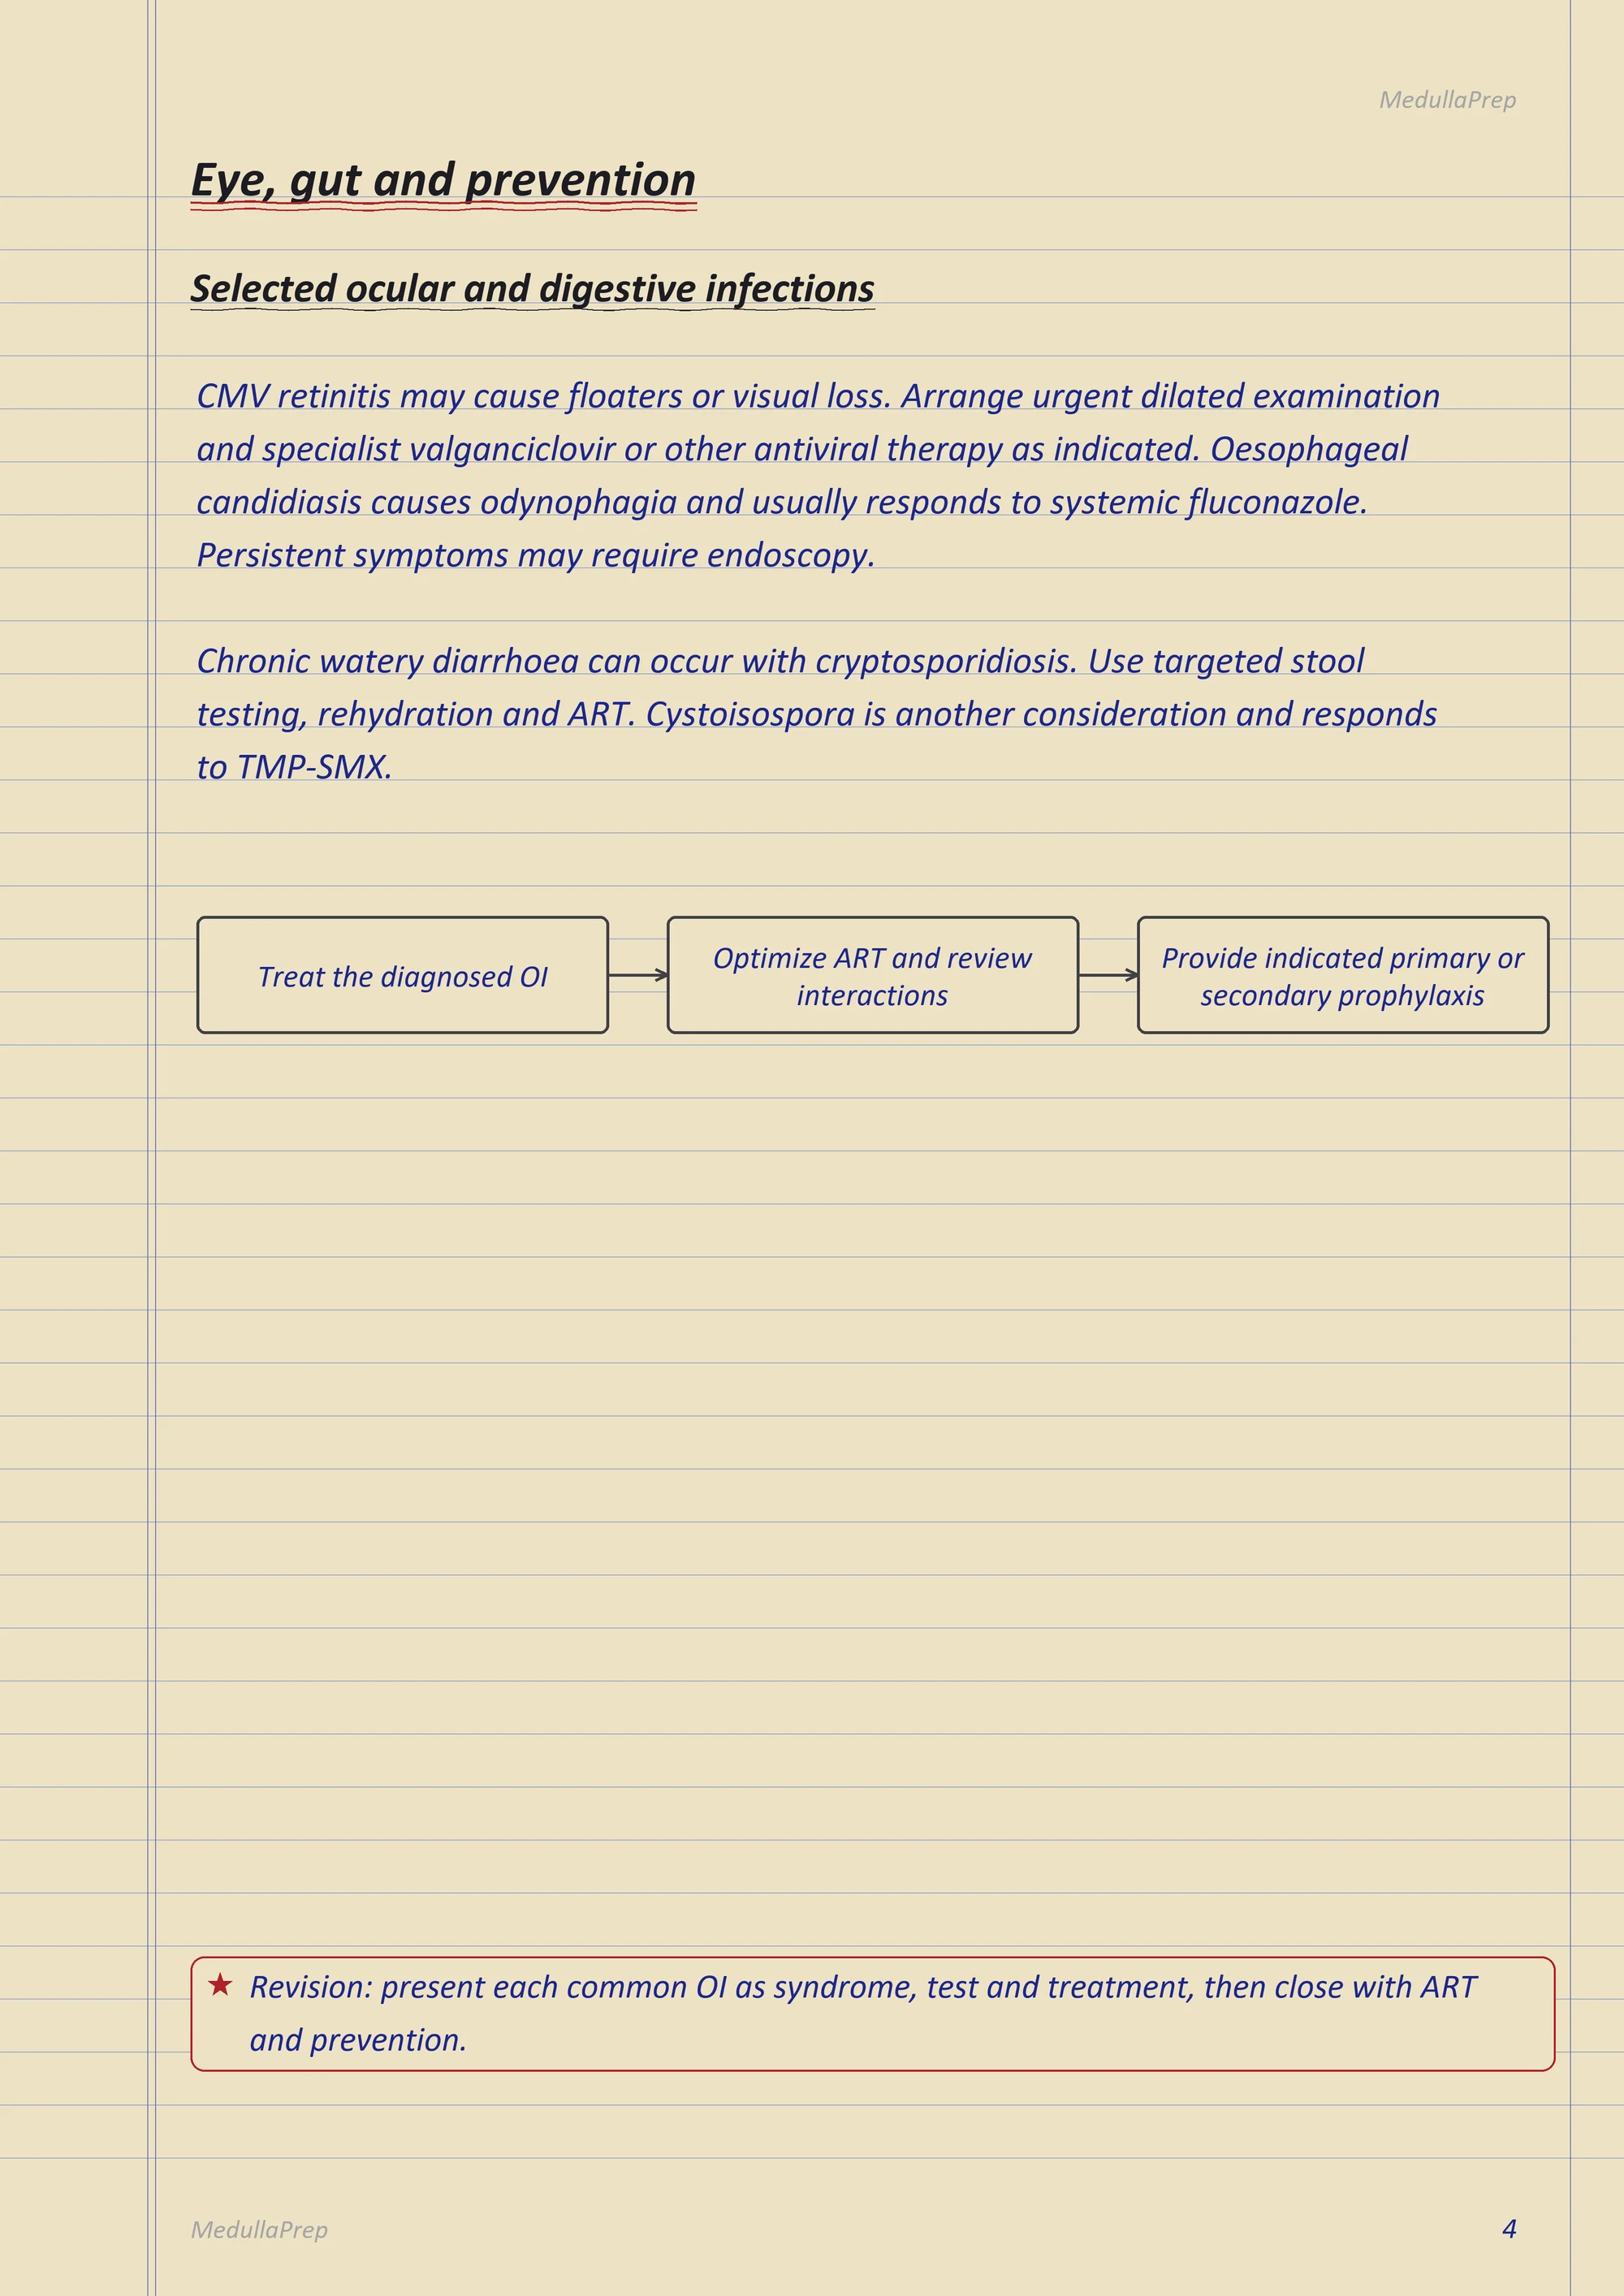 MedullaPrep
Eye, gut and prevention
Selected ocular and digestive infections
CMV retinitis may cause floaters or visual loss. Arrange urgent dilated examination
and specialist valganciclovir or other antiviral therapy as indicated. Oesophageal
candidiasis causes odynophagia and usually responds to systemic fluconazole.
Persistent symptoms may require endoscopy.
Chronic watery diarrhoea can occur with cryptosporidiosis. Use targeted stool
testing, rehydration and ART. Cystoisospora is another consideration and responds
to TMP-SMX.
Treat the diagnosed OI
Optimize ART and review
interactions
Provide indicated primary or
secondary prophylaxis
★ Revision: present each common OI as syndrome, test and treatment, then close with ART
and prevention.
MedullaPrep
4